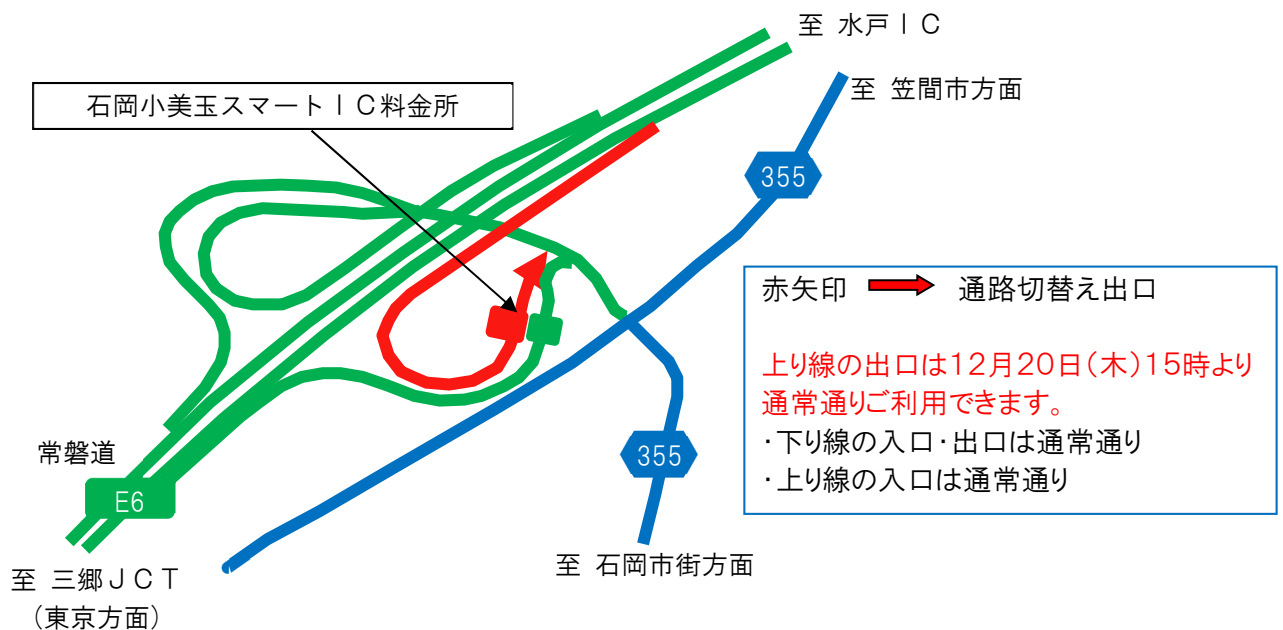 至 水戸IC
至 笠間市方面
石岡小美玉スマートIC料金所
355
赤矢印 通路切替え出口
上り線の出口は12月20日(木)15時より
通常通りご利用できます。
・下り線の入口・出口は通常通り
・上り線の入口は通常通り
常磐道
E6
355
至 石岡市街方面
至 三郷JCT
(東京方面)